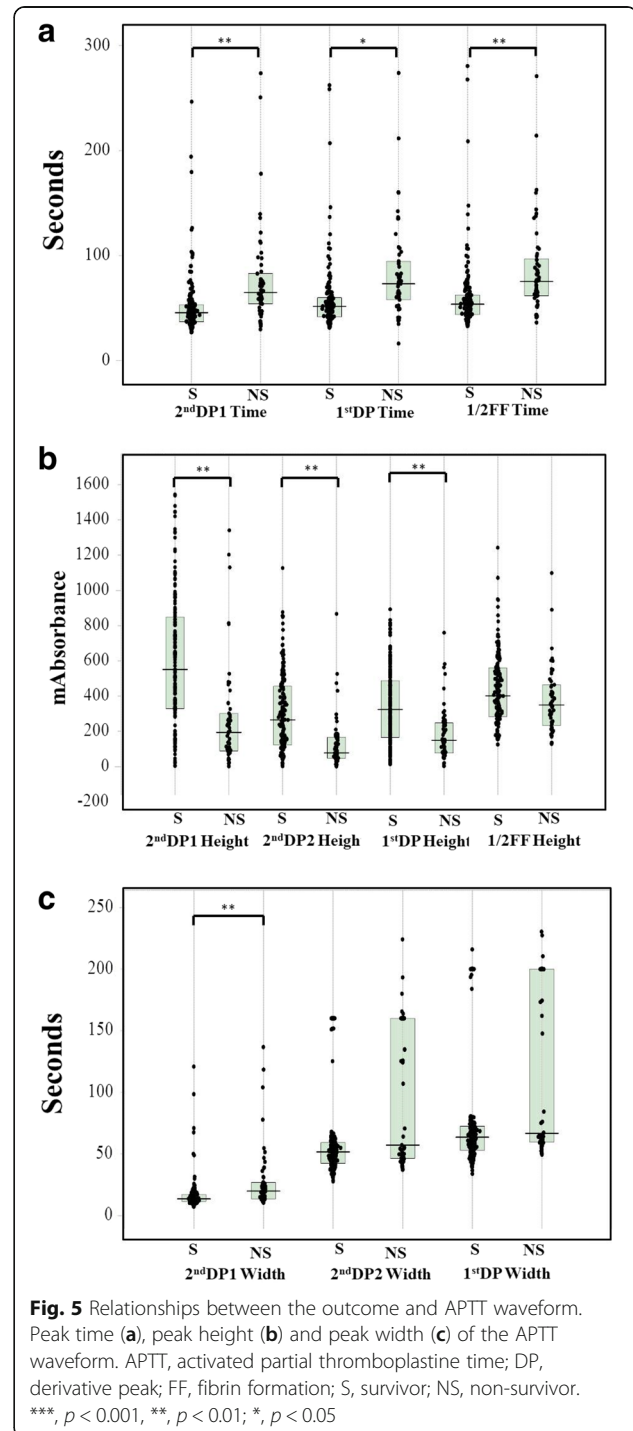 a
300
200
100
0
Seconds
** * **
S NS S NS S NS
2ndDP1 Time 1stDP Time 1/2FF Time
b
1600
1400
1200
1000
800
600
400
200
0
-200
mAbsorbance
** ** **
S NS S NS S NS S NS
2ndDP1 Height 2ndDP2 Heigh 1stDP Height 1/2FF Height
c
250
200
150
100
50
0
Seconds
**
S NS S NS S NS
2ndDP1 Width 2ndDP2 Width 1stDP Width
Fig. 5 Relationships between the outcome and APTT waveform.
Peak time (a), peak height (b) and peak width (c) of the APTT
waveform. APTT, activated partial thromboplastine time; DP,
derivative peak; FF, fibrin formation; S, survivor; NS, non-survivor.
***, p < 0.001, **, p < 0.01; *, p < 0.05